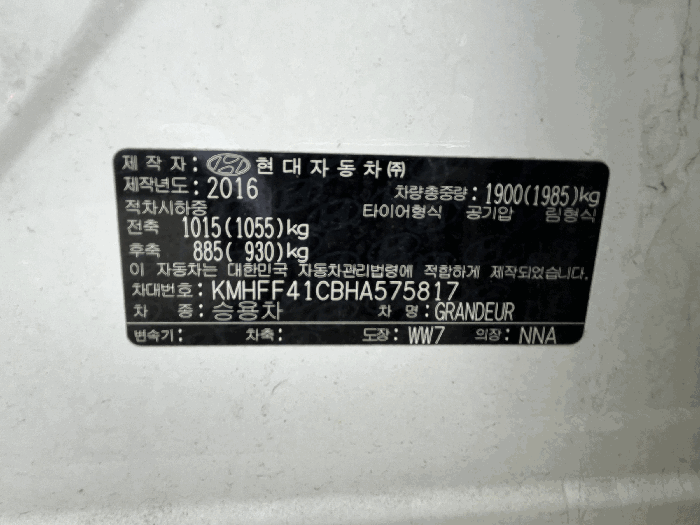 제 작 자 : 현대자동차㈜
제작년도 : 2016 차량총중량 : 1900(1985)kg
적차시하중 타이어형식 공기압 림형식
전축 1015(1055)kg
후축 885( 930)kg
이 자동차는 대한민국 자동차관리법령에 적합하게 제작되었습니다.
차대번호 : KMHFF41CBHA575817
차 종 : 승용차 차 명 : GRANDEUR
변속기 : 차축 : 도장 : WW7 의장 : NNA